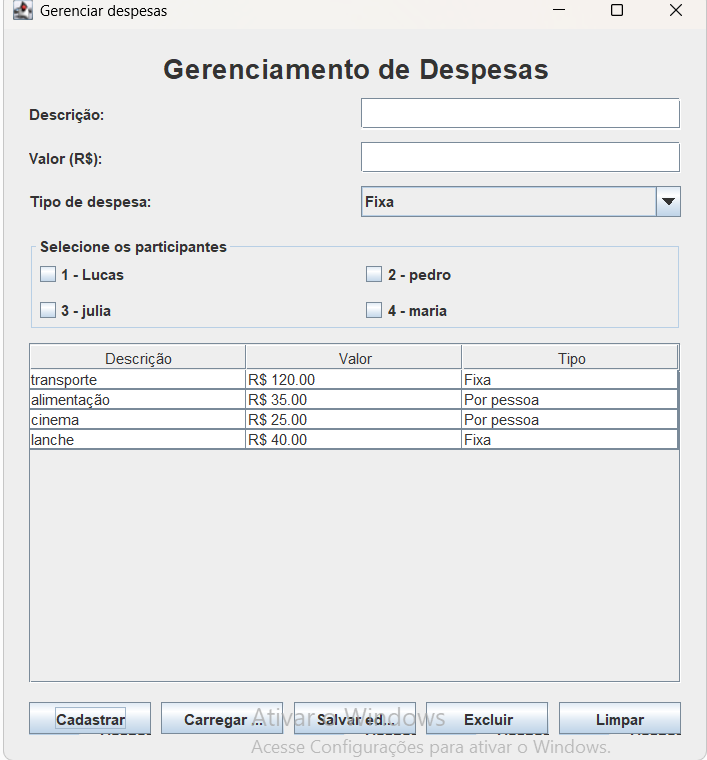 Gerenciar despesas
Gerenciamento de Despesas
Descrição:
Valor (R$):
Tipo de despesa: Fixa
Selecione os participantes
1 - Lucas 2 - pedro
3 - julia 4 - maria
Descrição Valor Tipo
transporte R$ 120.00 Fixa
alimentação R$ 35.00 Por pessoa
cinema R$ 25.00 Por pessoa
lanche R$ 40.00 Fixa
Cadastrar Carregar ... Salvar ed... Excluir Limpar
Ativar o Windows
Acesse Configurações para ativar o Windows.